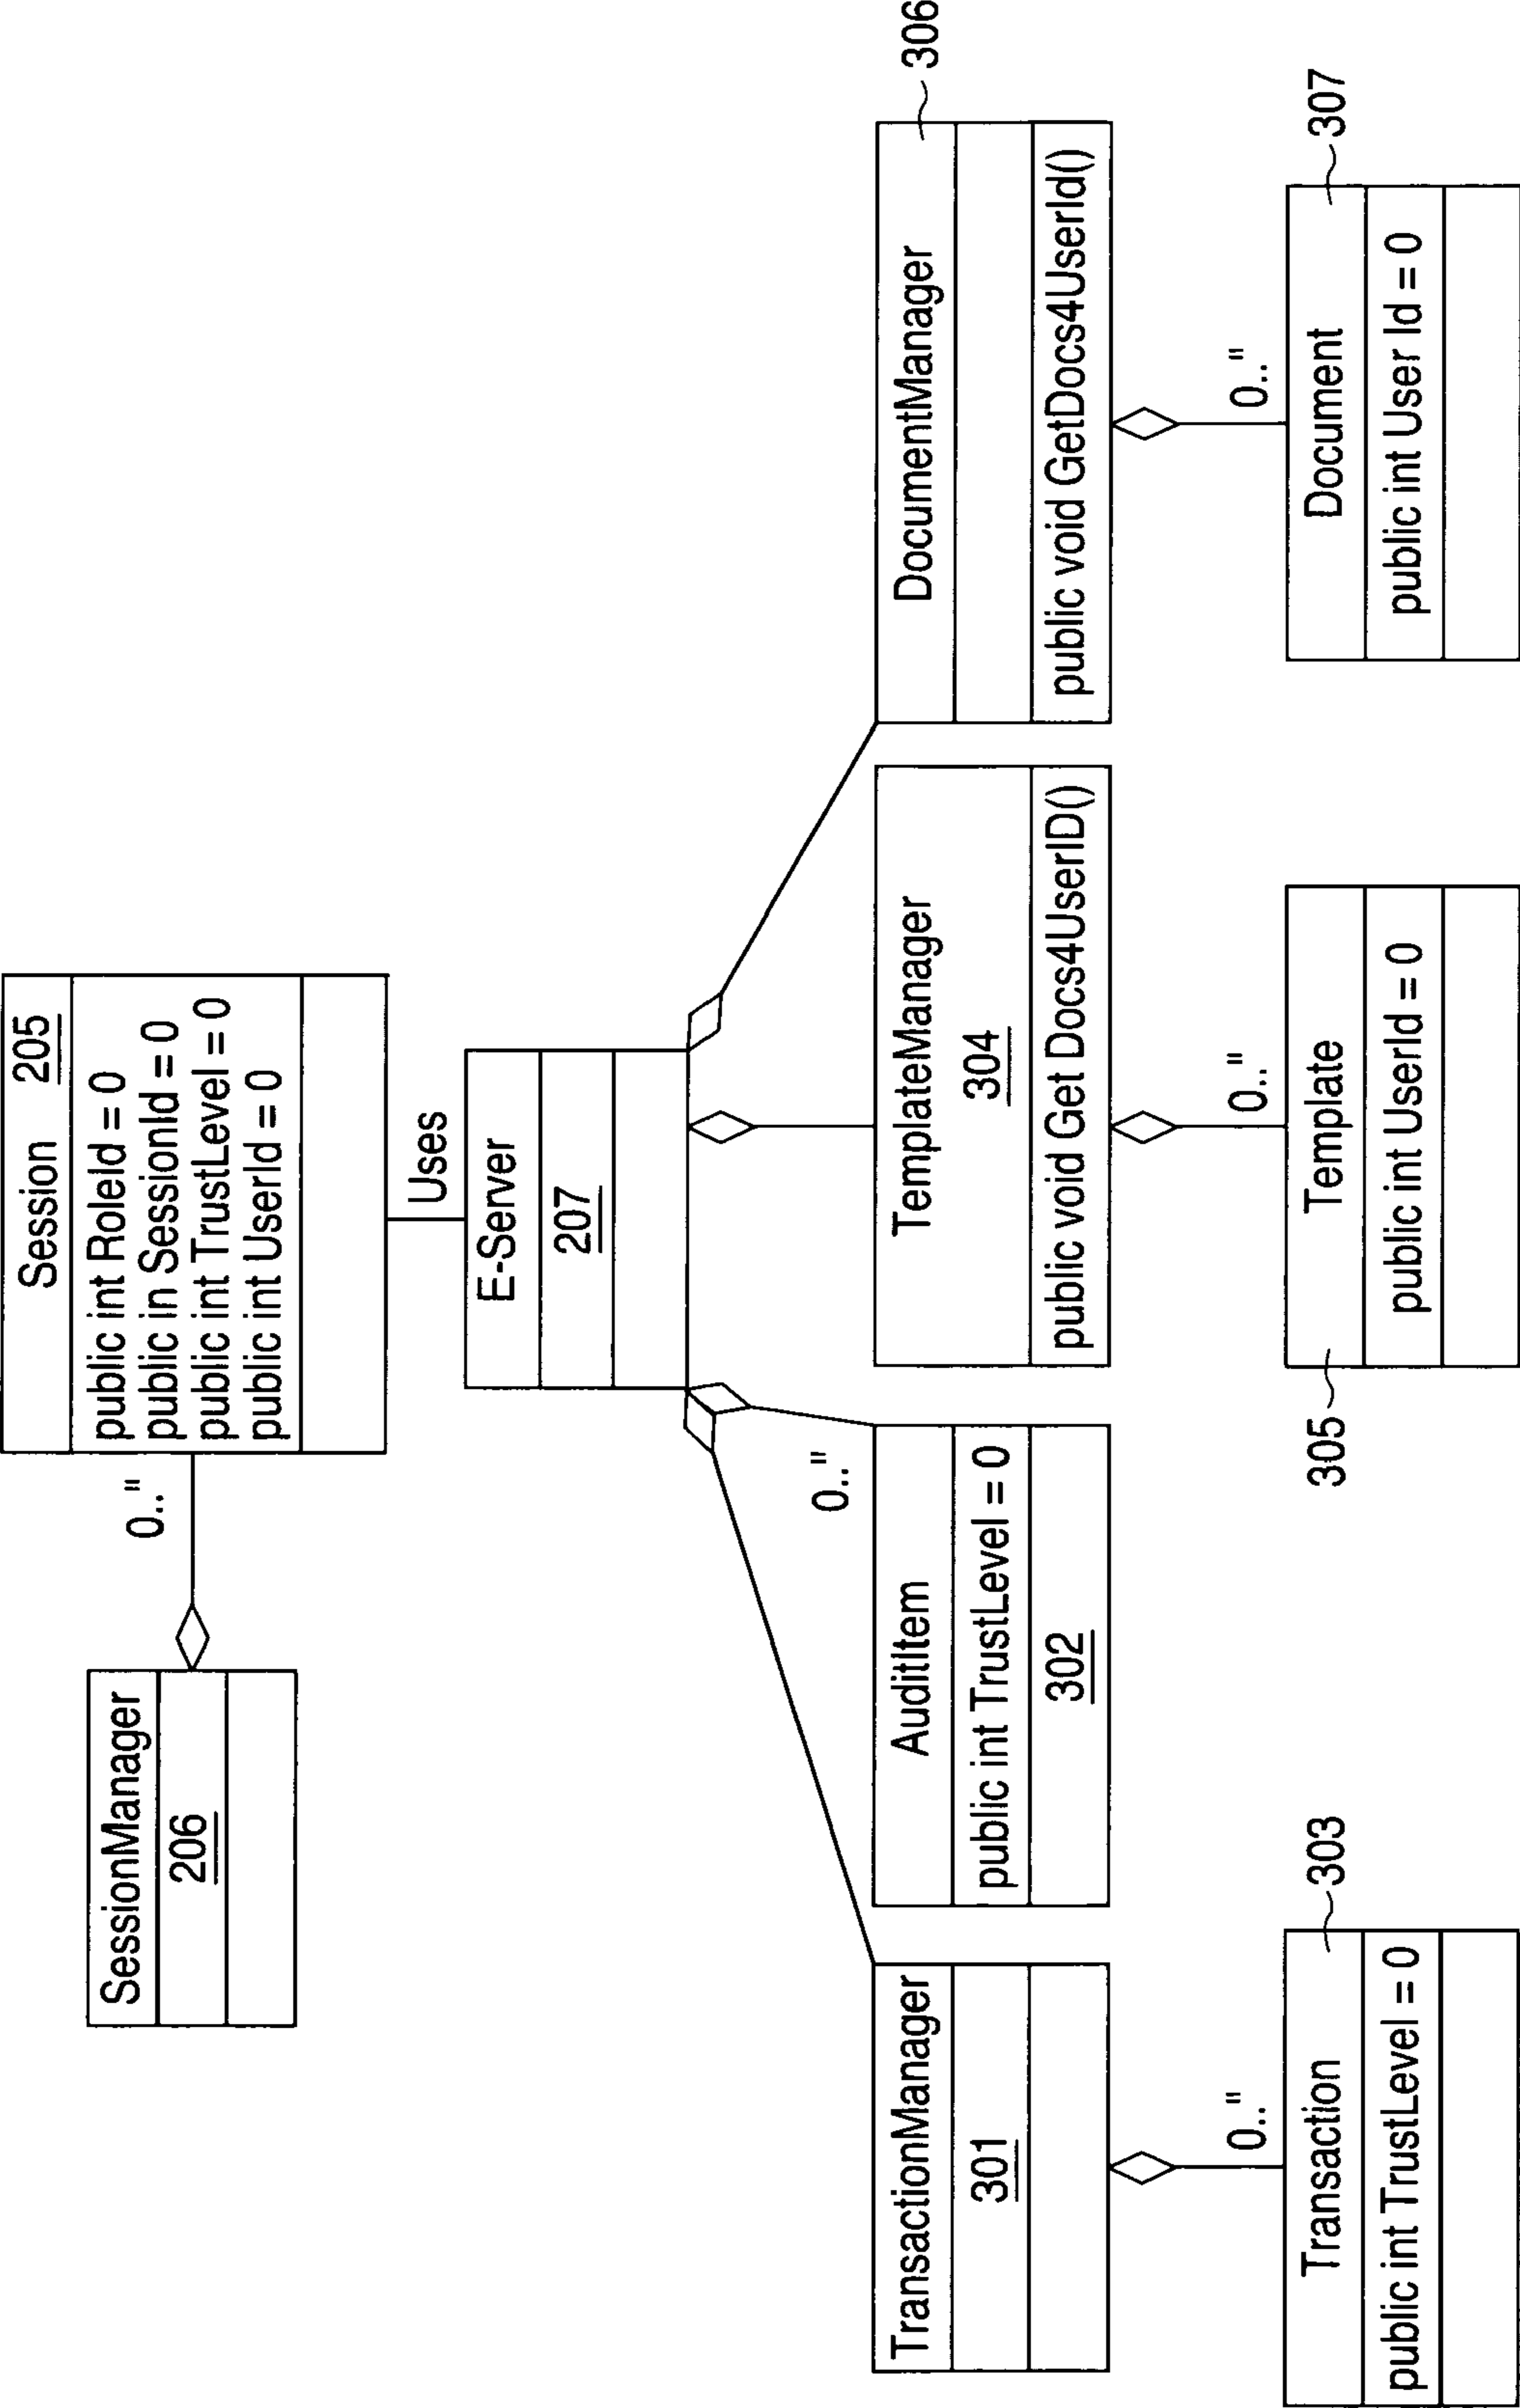 Session 205
public int RoleId = 0
public in SessionId = 0
public int TrustLevel = 0
public int UserId = 0
SessionManager
206
0.."
Uses
E-Server
207
TransactionManager
301
0.."
AuditItem
public int TrustLevel = 0
302
TemplateManager
304
public void Get Docs4UserID()
DocumentManager
public void GetDocs4UserId()
306
0.."
Transaction
public int TrustLevel = 0
303
0.."
Template
public int UserId = 0
305
0.."
Document
public int User Id = 0
307